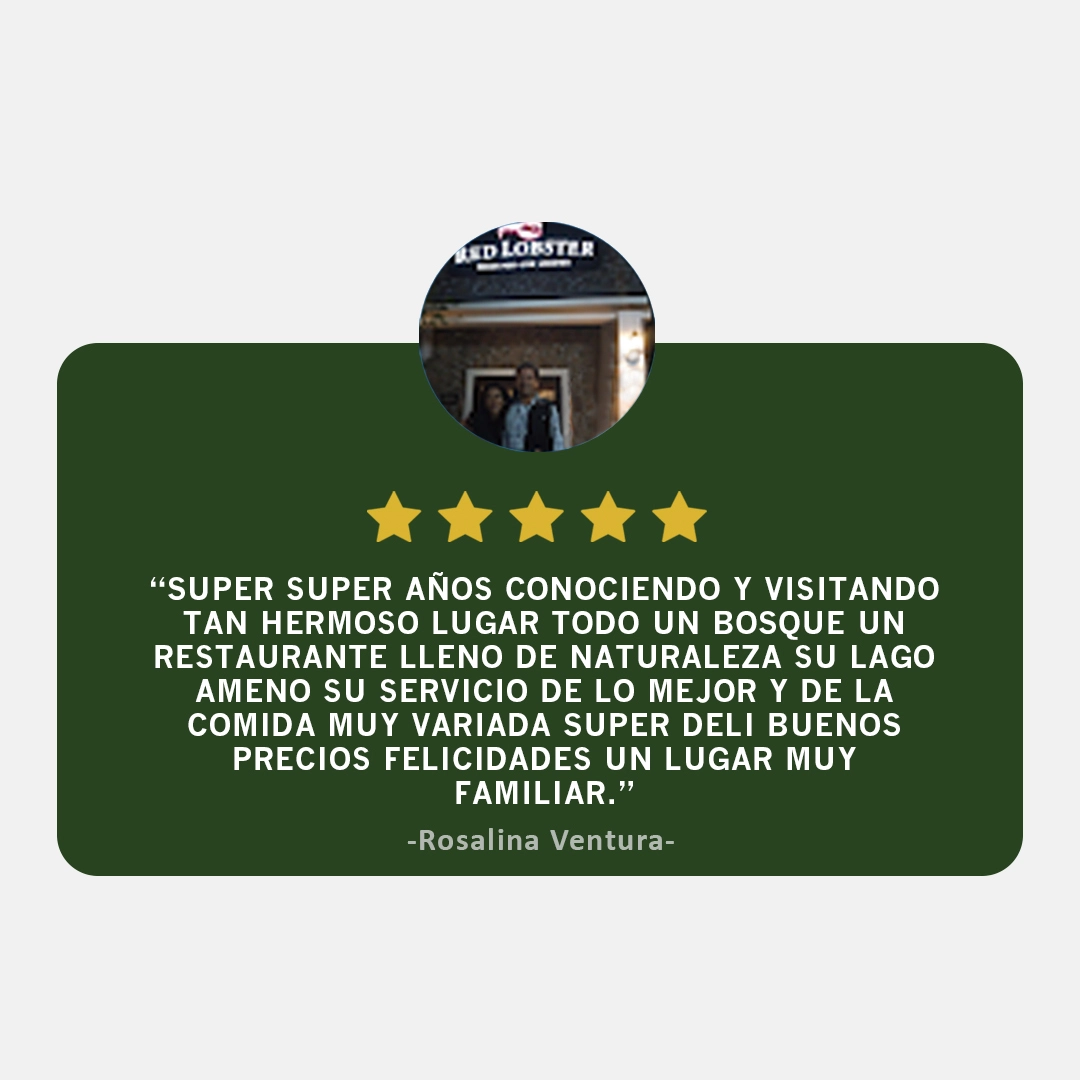 RED LOBSTER
“SUPER SUPER AÑOS CONOCIENDO Y VISITANDO
TAN HERMOSO LUGAR TODO UN BOSQUE UN
RESTAURANTE LLENO DE NATURALEZA SU LAGO
AMENO SU SERVICIO DE LO MEJOR Y DE LA
COMIDA MUY VARIADA SUPER DELI BUENOS
PRECIOS FELICIDADES UN LUGAR MUY
FAMILIAR.”
-Rosalina Ventura-